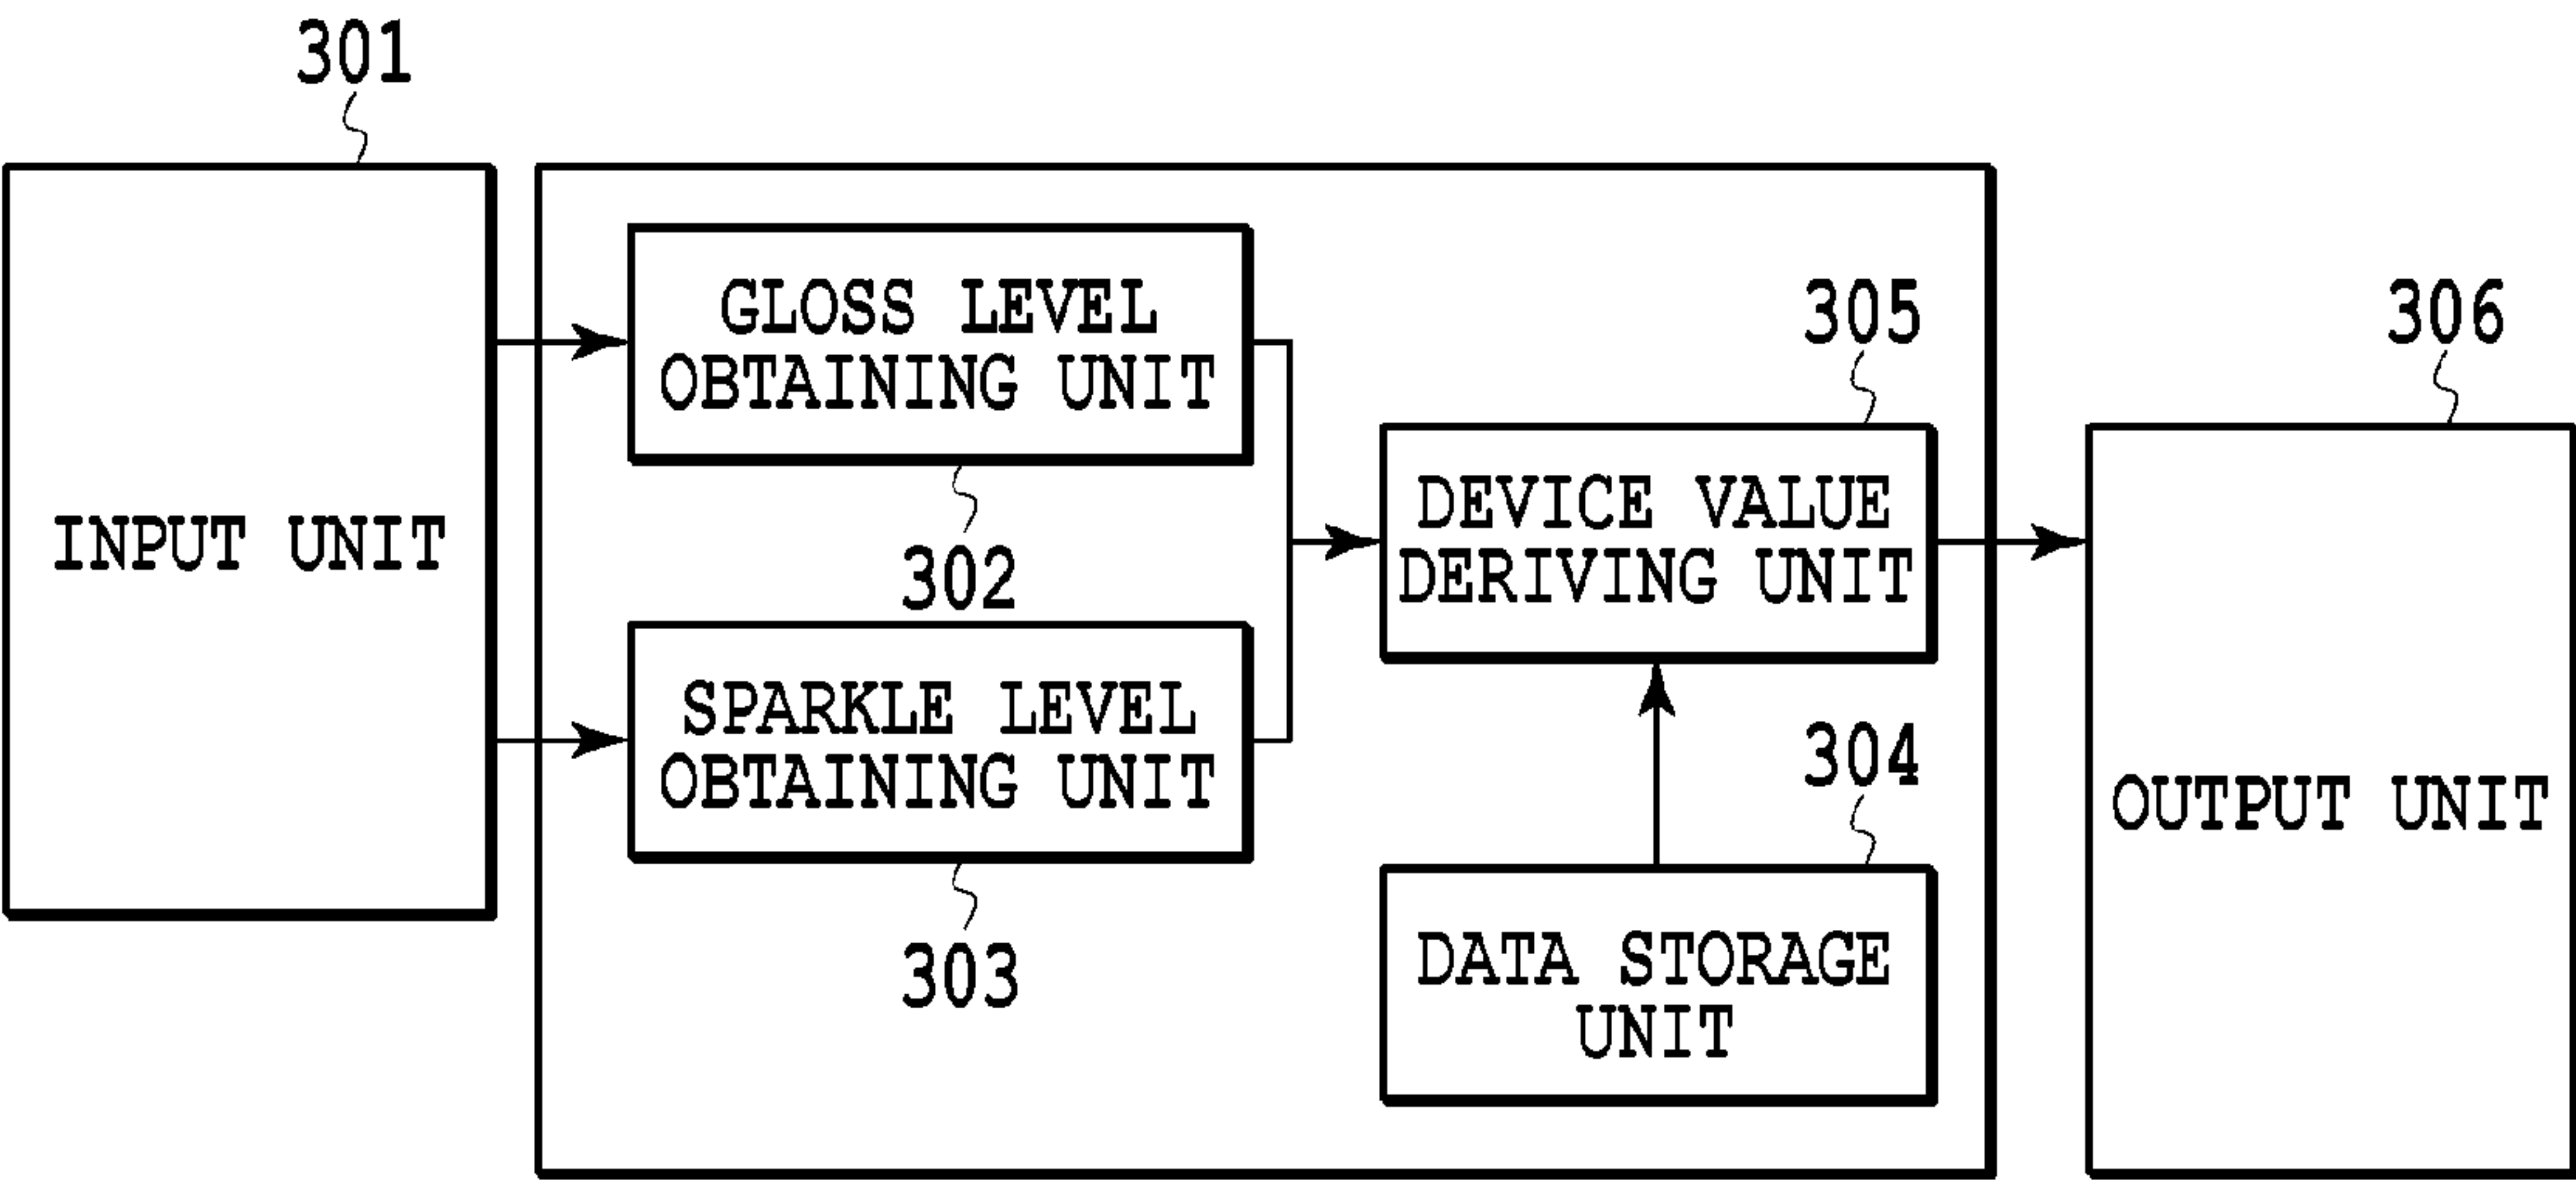 301
INPUT UNIT
GLOSS LEVEL
OBTAINING UNIT
302
SPARKLE LEVEL
OBTAINING UNIT
303
305
DEVICE VALUE
DERIVING UNIT
304
DATA STORAGE
UNIT
306
OUTPUT UNIT